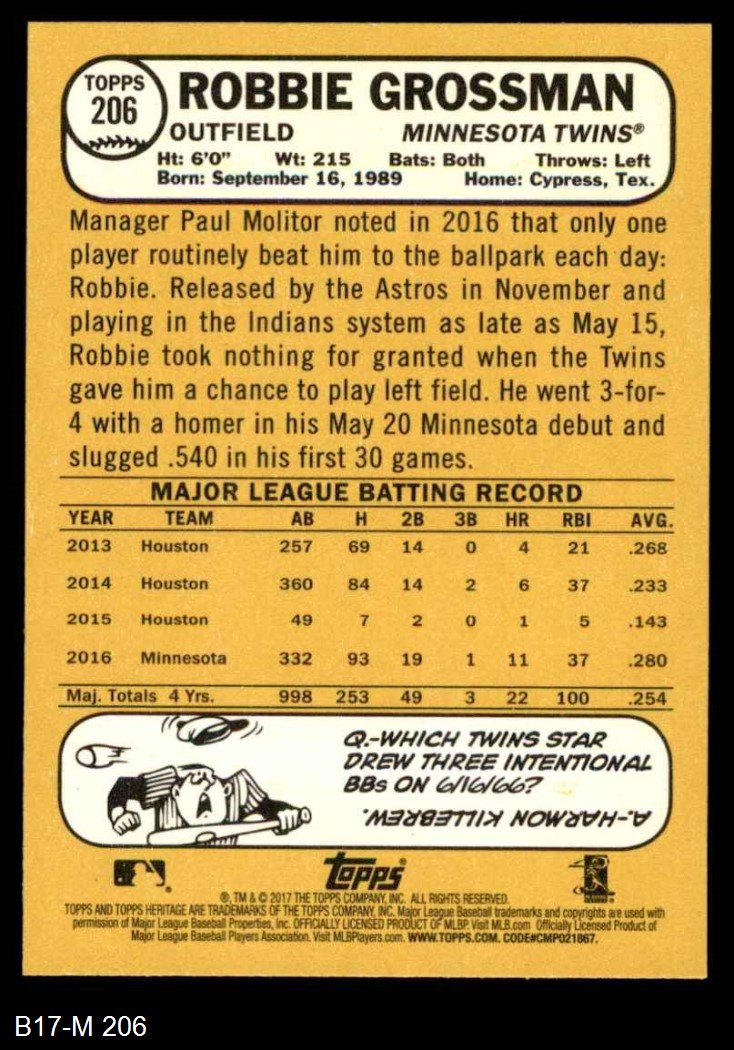 TOPPS
206
ROBBIE GROSSMAN
OUTFIELD MINNESOTA TWINS®
Ht: 6'0" Wt: 215 Bats: Both Throws: Left
Born: September 16, 1989 Home: Cypress, Tex.
Manager Paul Molitor noted in 2016 that only one
player routinely beat him to the ballpark each day:
Robbie. Released by the Astros in November and
playing in the Indians system as late as May 15,
Robbie took nothing for granted when the Twins
gave him a chance to play left field. He went 3-for-
4 with a homer in his May 20 Minnesota debut and
slugged .540 in his first 30 games.
MAJOR LEAGUE BATTING RECORD
YEAR TEAM AB H 2B 3B HR RBI AVG.
2013 Houston 257 69 14 0 4 21 .268
2014 Houston 360 84 14 2 6 37 .233
2015 Houston 49 7 2 0 1 5 .143
2016 Minnesota 332 93 19 1 11 37 .280
Maj. Totals 4 Yrs. 998 253 49 3 22 100 .254
Q.-WHICH TWINS STAR
DREW THREE INTENTIONAL
BBs ON 6/16/66?
A-HARMON KILLEBREW.
topps®
®, TM & © 2017 THE TOPPS COMPANY, INC. ALL RIGHTS RESERVED.
TOPPS AND TOPPS HERITAGE ARE TRADEMARKS OF THE TOPPS COMPANY, INC. Major League Baseball trademarks and copyrights are used with
permission of Major League Baseball Properties, Inc. OFFICIALLY LICENSED PRODUCT OF MLBP. Visit MLB.com Officially Licensed Product of
Major League Baseball Players Association. Visit MLBPlayers.com. WWW.TOPPS.COM. CODE#CMP021867.
B17-M 206